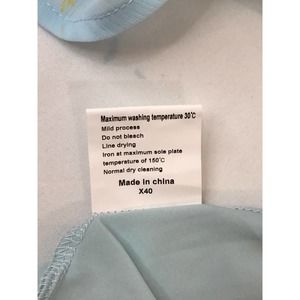 Maximum washing temperature 30℃
Mild process
Do not bleach
Line drying
Iron at maximum sole plate
temperature of 150℃
Normal dry cleaning
Made in china
X40